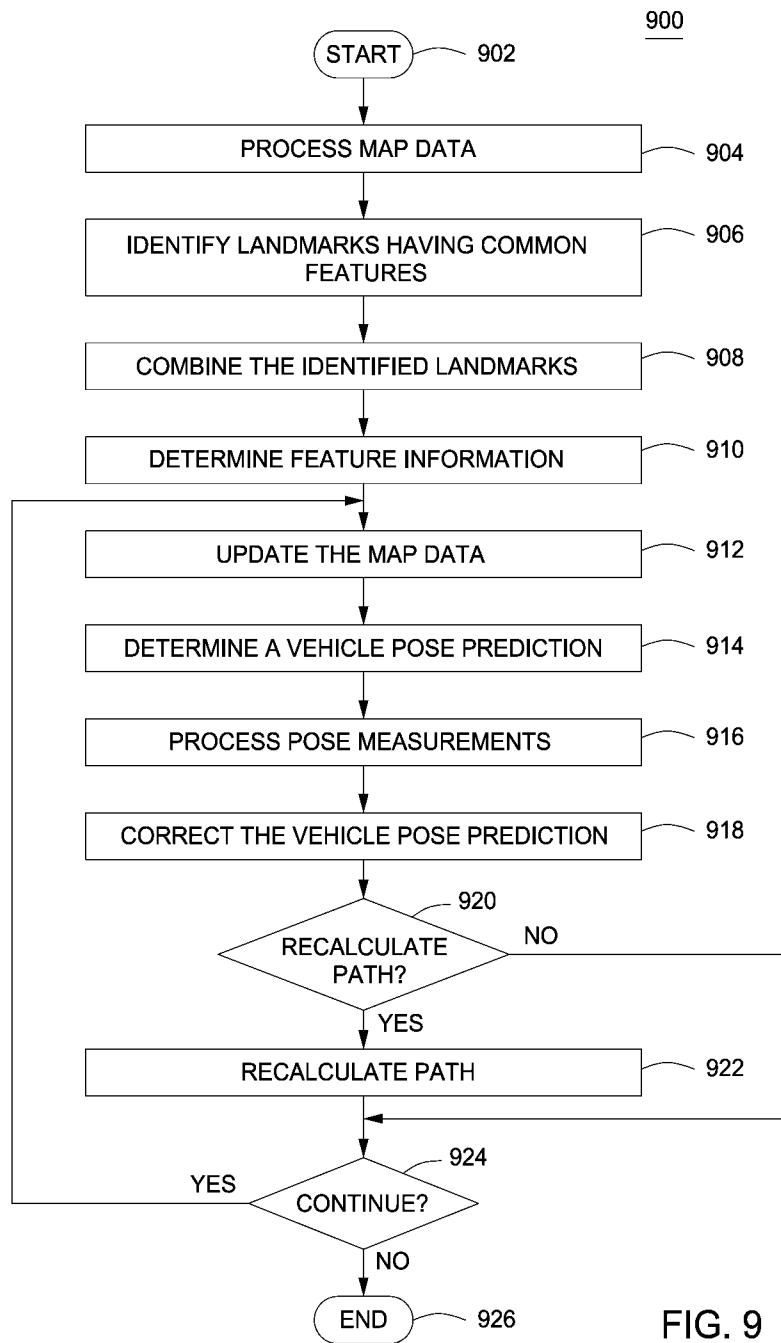 900
START
902
PROCESS MAP DATA
904
IDENTIFY LANDMARKS HAVING COMMON
FEATURES
906
COMBINE THE IDENTIFIED LANDMARKS
908
DETERMINE FEATURE INFORMATION
910
UPDATE THE MAP DATA
912
DETERMINE A VEHICLE POSE PREDICTION
914
PROCESS POSE MEASUREMENTS
916
CORRECT THE VEHICLE POSE PREDICTION
918
920
RECALCULATE
PATH?
NO
YES
RECALCULATE PATH
922
924
YES
CONTINUE?
NO
END
926
FIG. 9